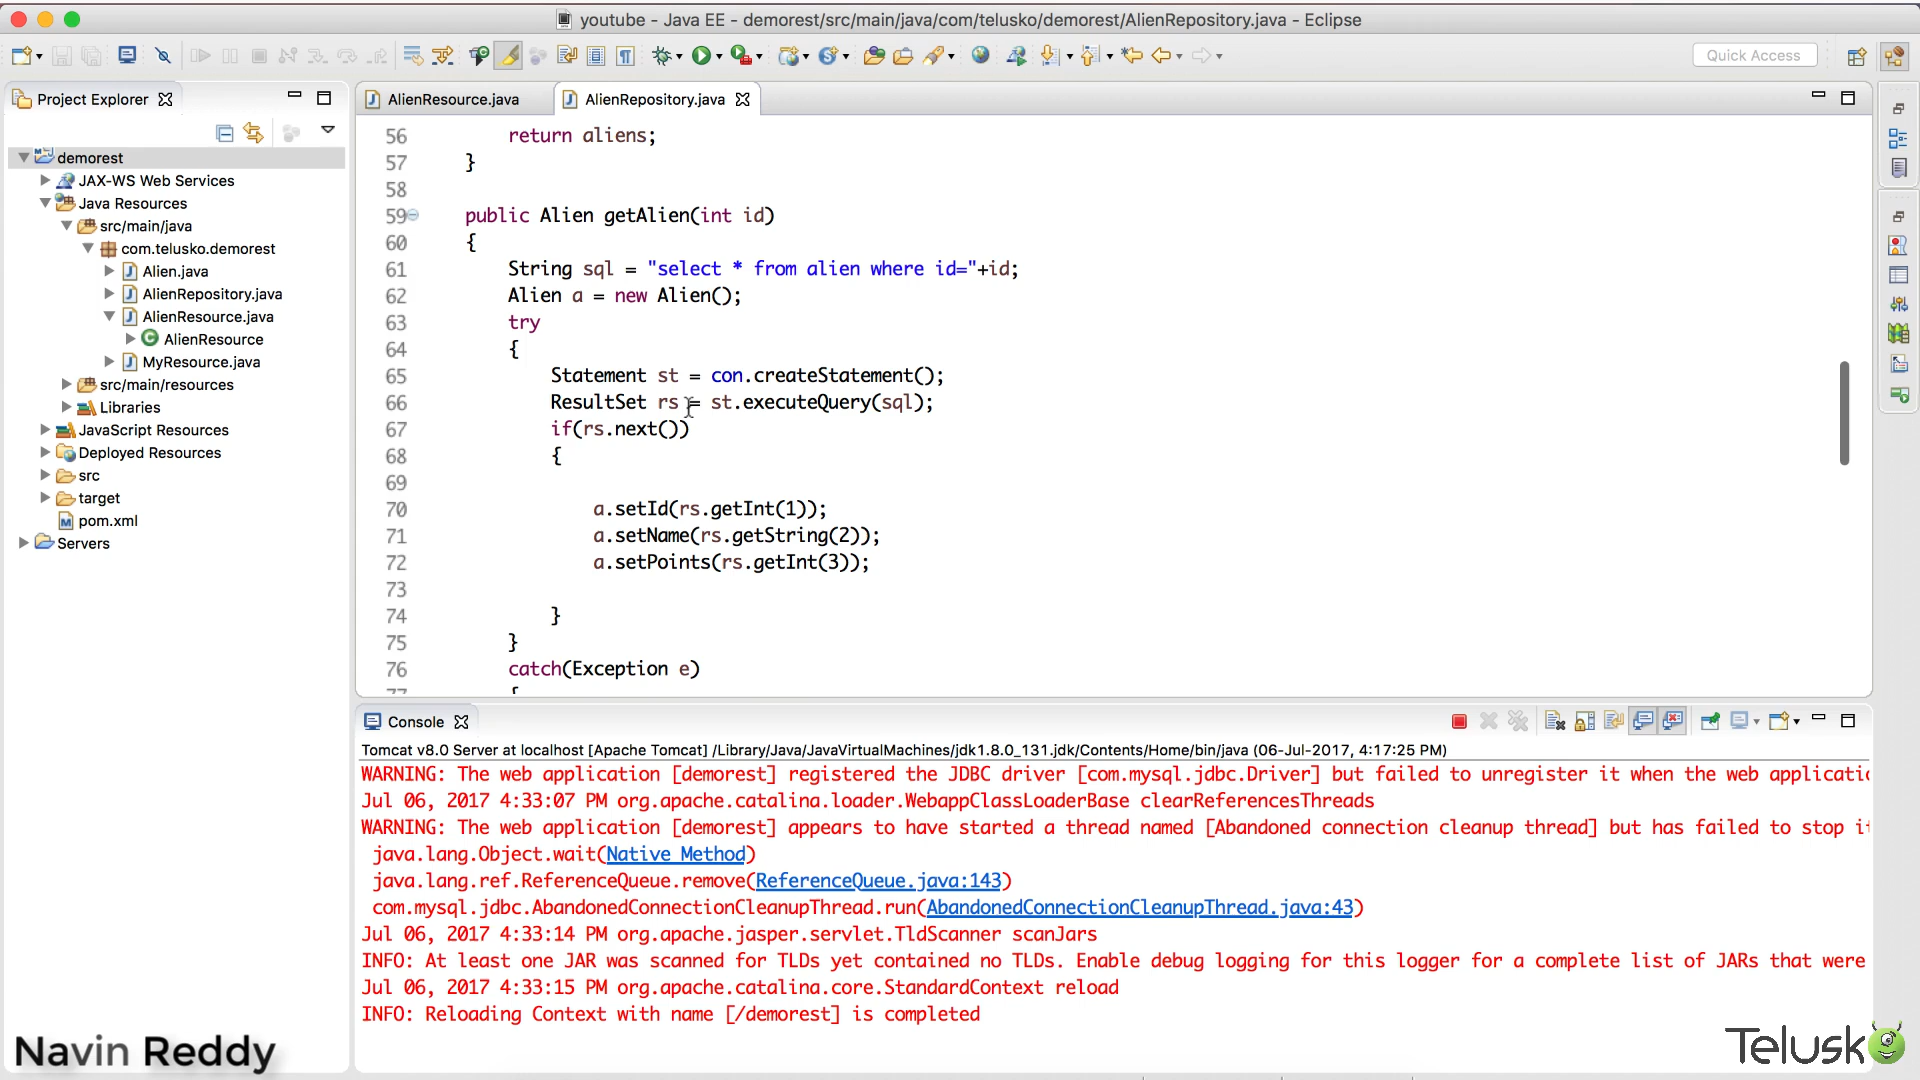 youtube - Java EE - demorest/src/main/java/com/telusko/demorest/AlienRepository.java - Eclipse
Quick Access
Project Explorer
demorest
JAX-WS Web Services
Java Resources
src/main/java
com.telusko.demorest
Alien.java
AlienRepository.java
AlienResource.java
AlienResource
MyResource.java
src/main/resources
Libraries
JavaScript Resources
Deployed Resources
src
target
pom.xml
Servers
AlienResource.java
AlienRepository.java
56 return aliens;
57 }
58
59 public Alien getAlien(int id)
60 {
61 String sql = "select * from alien where id="+id;
62 Alien a = new Alien();
63 try
64 {
65 Statement st = con.createStatement();
66 ResultSet rs = st.executeQuery(sql);
67 if(rs.next())
68 {
69
70 a.setId(rs.getInt(1));
71 a.setName(rs.getString(2));
72 a.setPoints(rs.getInt(3));
73
74 }
75 }
76 catch(Exception e)
Console
Tomcat v8.0 Server at localhost [Apache Tomcat] /Library/Java/JavaVirtualMachines/jdk1.8.0_131.jdk/Contents/Home/bin/java (06-Jul-2017, 4:17:25 PM)
WARNING: The web application [demorest] registered the JDBC driver [com.mysql.jdbc.Driver] but failed to unregister it when the web
Jul 06, 2017 4:33:07 PM org.apache.catalina.loader.WebappClassLoaderBase clearReferencesThreads
WARNING: The web application [demorest] appears to have started a thread named [Abandoned connection cleanup thread] but has failed to stop
java.lang.Object.wait(Native Method)
java.lang.ref.ReferenceQueue.remove(ReferenceQueue.java:143)
com.mysql.jdbc.AbandonedConnectionCleanupThread.run(AbandonedConnectionCleanupThread.java:43)
Jul 06, 2017 4:33:14 PM org.apache.jasper.servlet.TldScanner scanJars
INFO: At least one JAR was scanned for TLDs yet contained no TLDs. Enable debug logging for this logger for a complete list of JARs that were
Jul 06, 2017 4:33:15 PM org.apache.catalina.core.StandardContext reload
INFO: Reloading Context with name [/demorest] is completed
Navin Reddy
Telusko